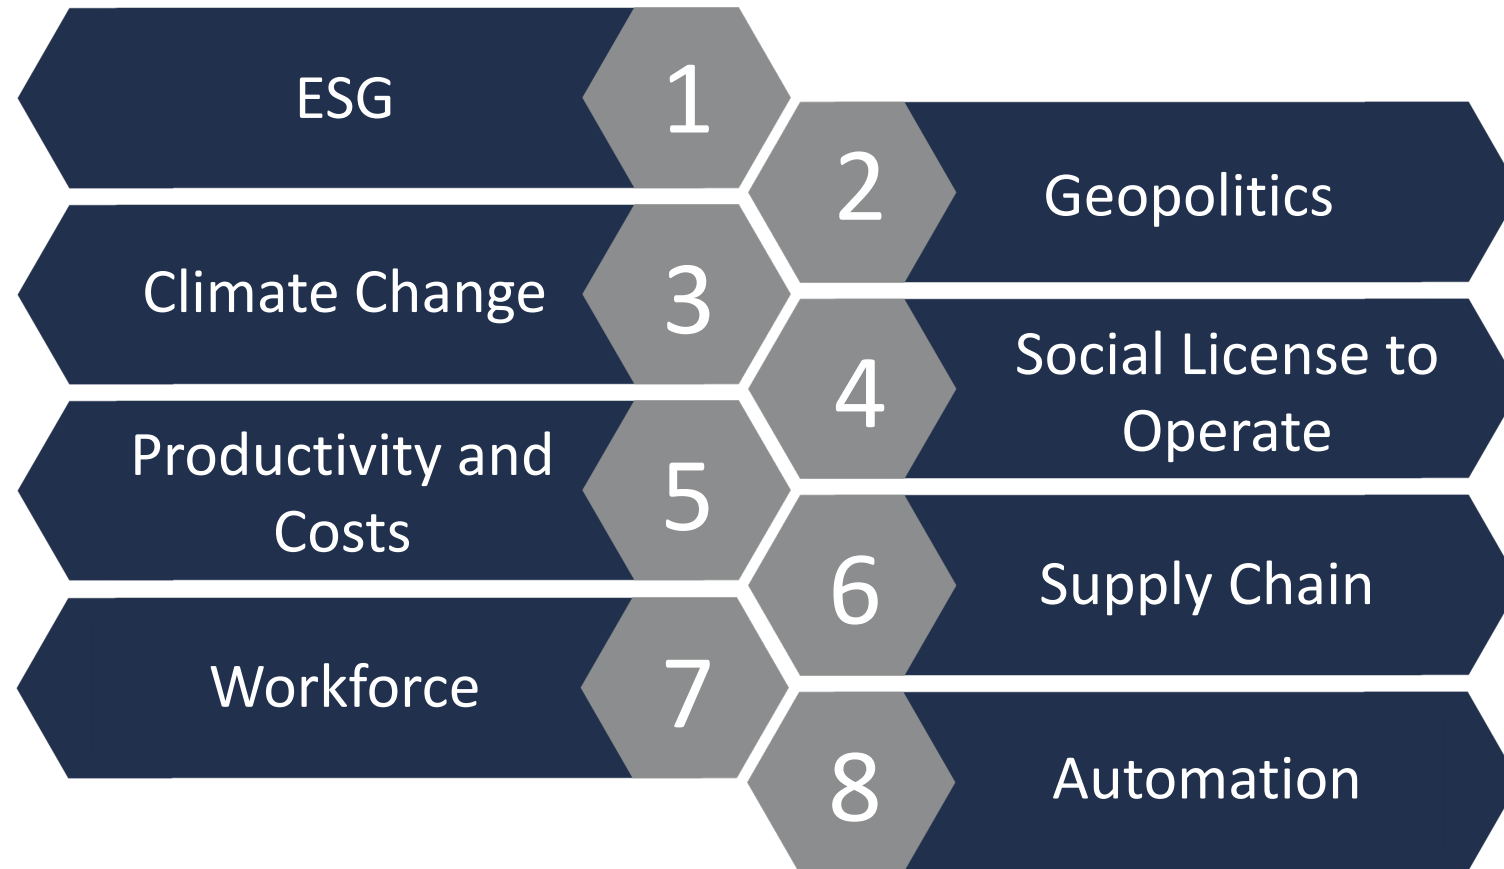 ESG
1
2
Geopolitics
Climate Change
3
4
Social License to
Operate
Productivity and
Costs
5
6
Supply Chain
Workforce
7
8
Automation